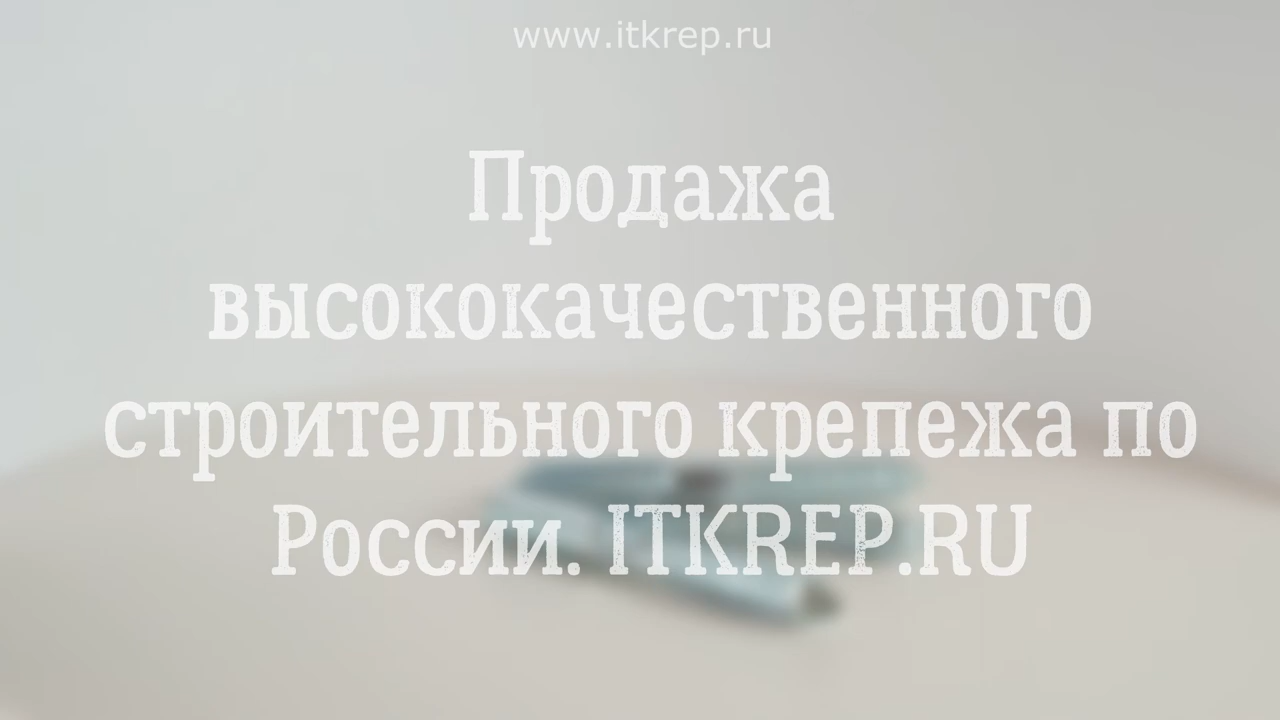 www.itkrep.ru
Продажа
высококачественного
строительного крепежа по
России. ITKREP.RU